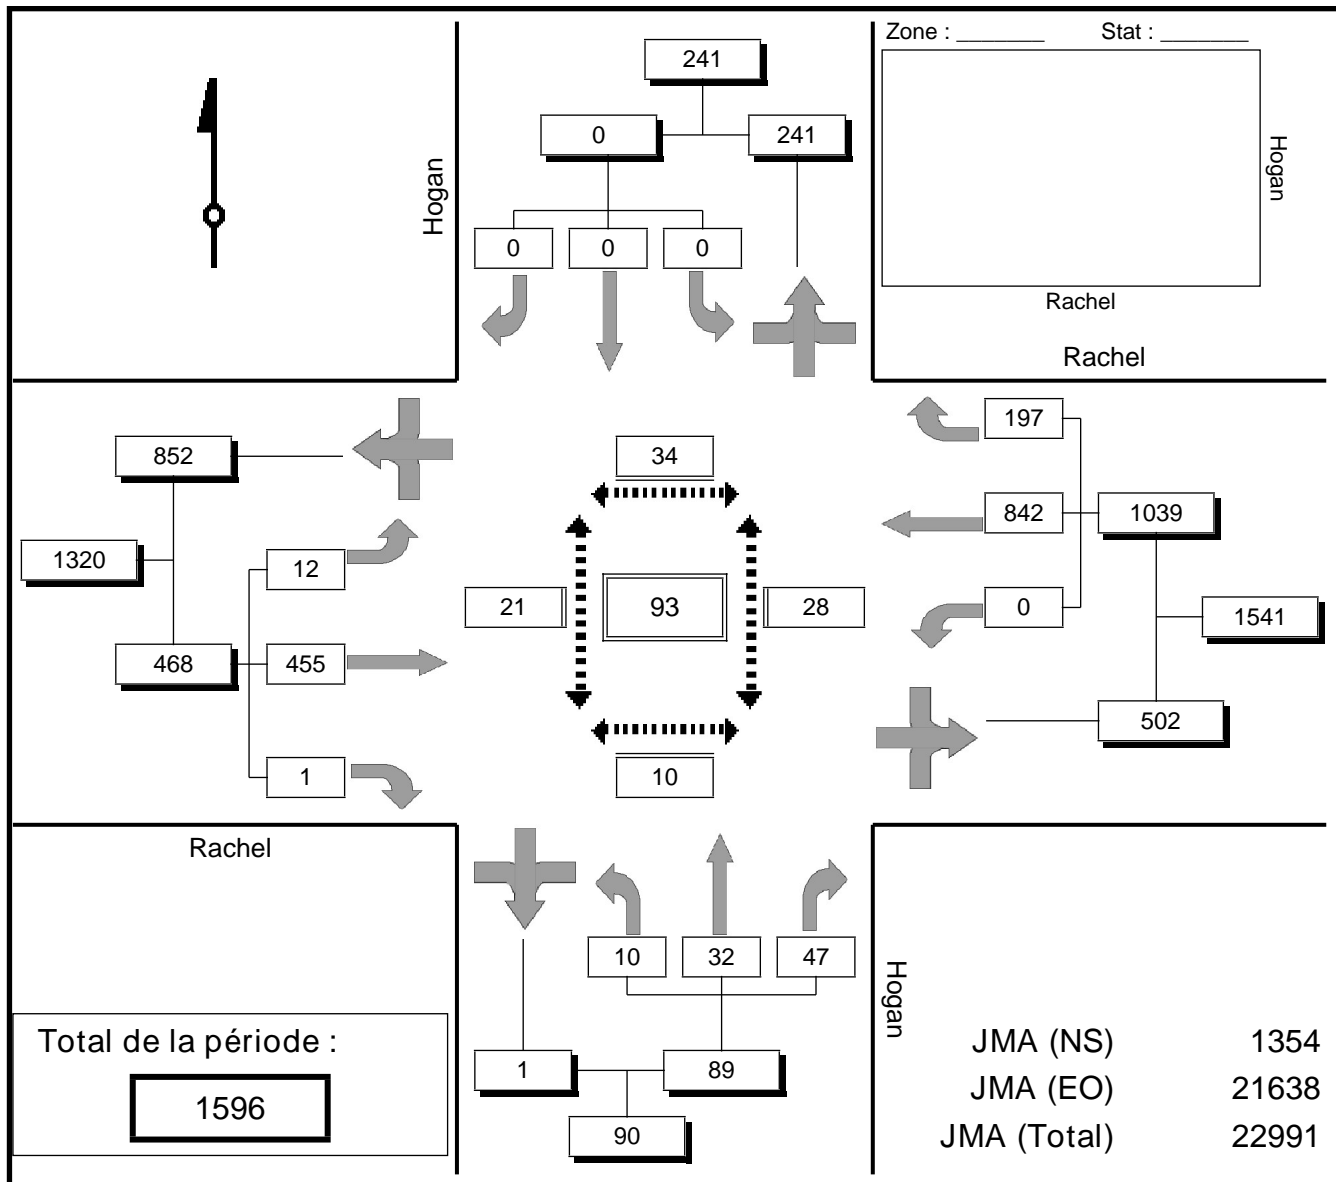 Zone : _______ Stat : _______
241
0 241
Hogan
Hogan
0 0 0
Rachel
Rachel
197
852
34
842 1039
1320
12
21 93 28
0
1541
468 455
502
1
10
Rachel
10 32 47
Hogan
Total de la période :
1596
1 89
90
JMA (NS) 1354
JMA (EO) 21638
JMA (Total) 22991